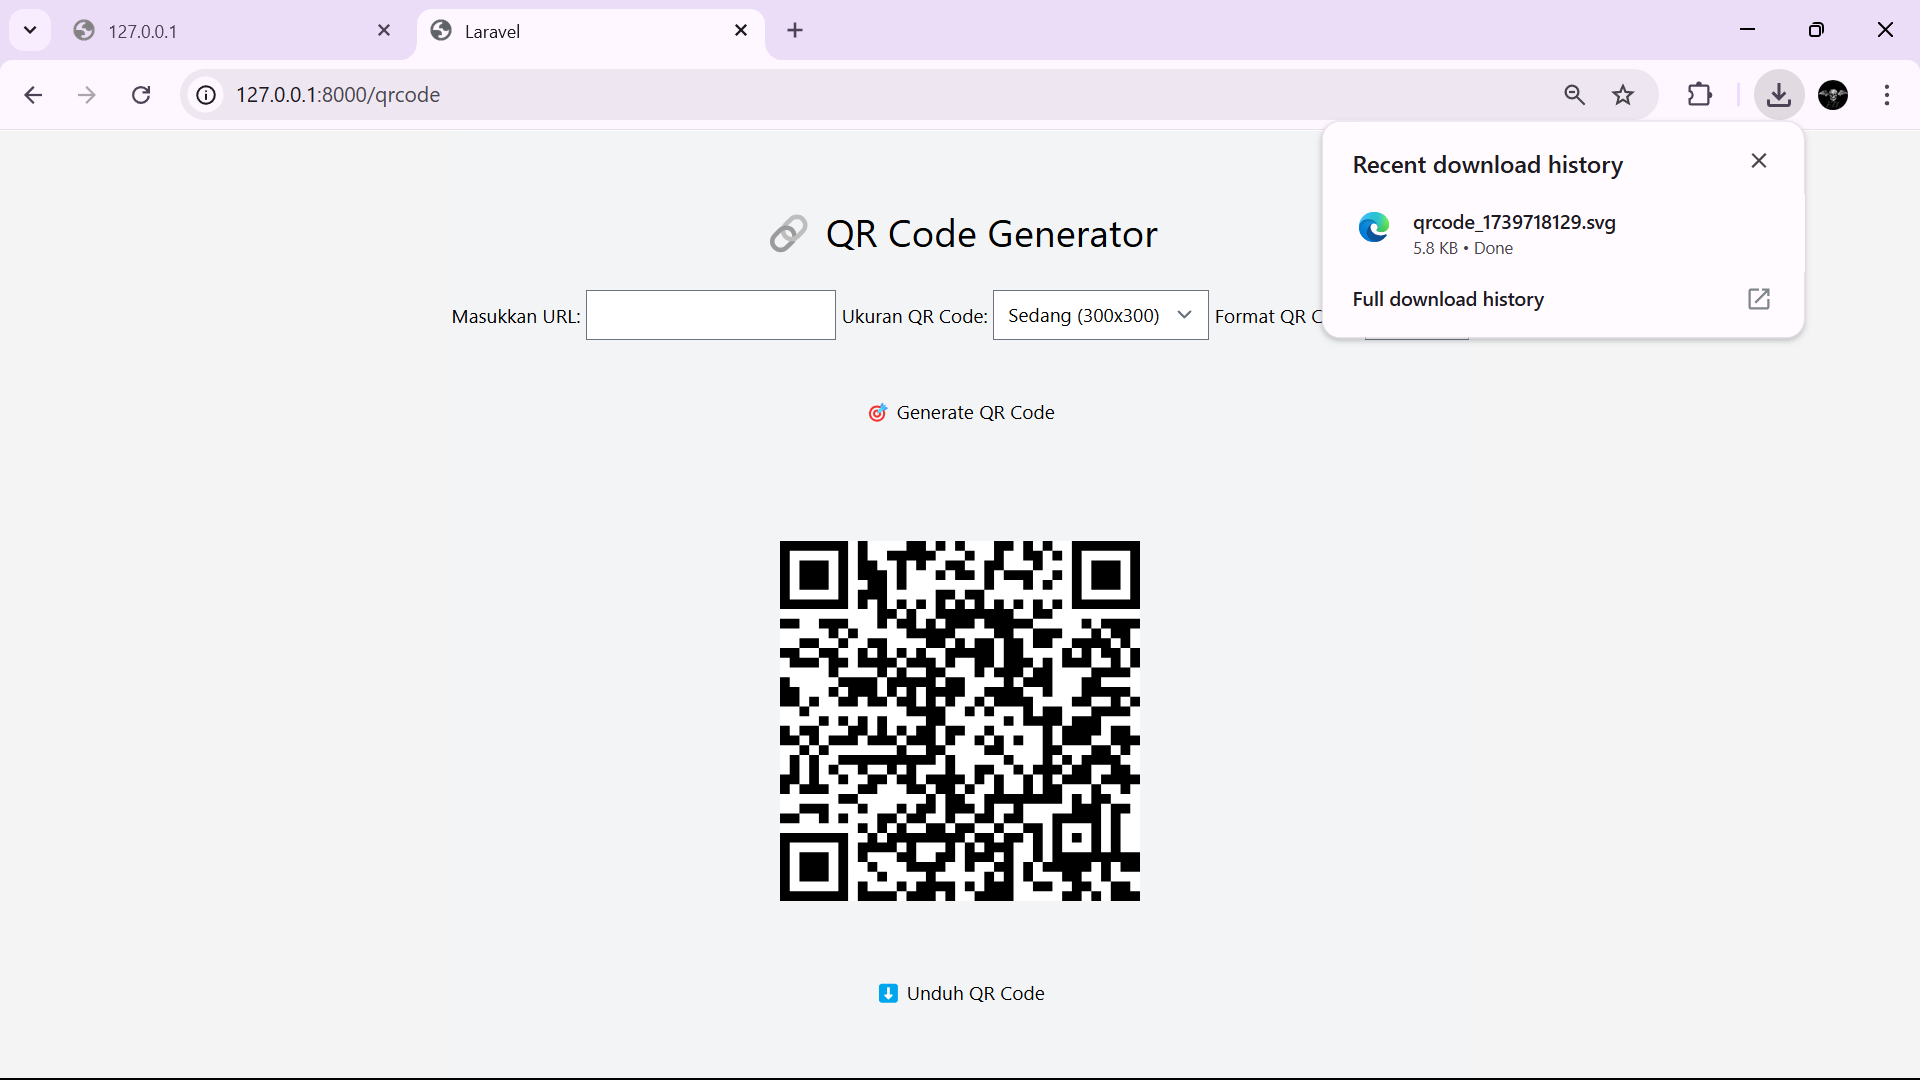 127.0.0.1
Laravel
127.0.0.1:8000/qrcode
Recent download history
qrcode_1739718129.svg
5.8 KB • Done
Full download history
QR Code Generator
Masukkan URL:
Ukuran QR Code: Sedang (300x300)
Format QR C
Generate QR Code
Unduh QR Code